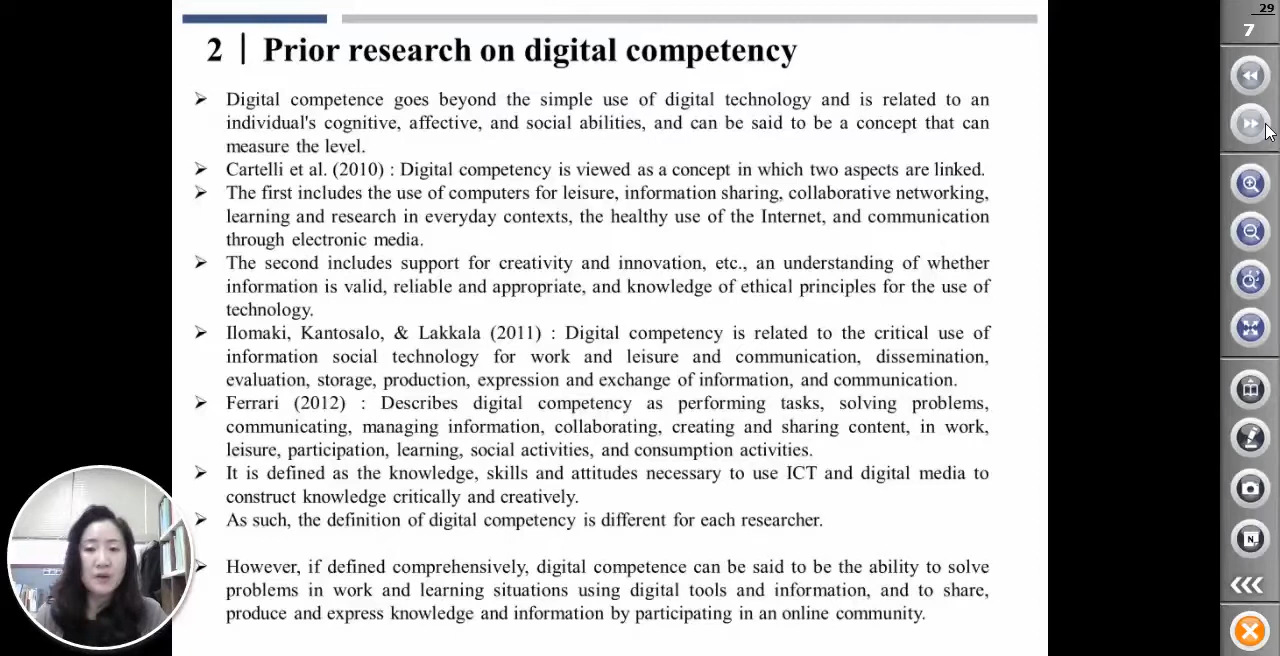 29
7
2 | Prior research on digital competency
➢ Digital competence goes beyond the simple use of digital technology and is related to an
individual's cognitive, affective, and social abilities, and can be said to be a concept that can
measure the level.
➢ Cartelli et al. (2010) : Digital competency is viewed as a concept in which two aspects are linked.
➢ The first includes the use of computers for leisure, information sharing, collaborative networking,
learning and research in everyday contexts, the healthy use of the Internet, and communication
through electronic media.
➢ The second includes support for creativity and innovation, etc., an understanding of whether
information is valid, reliable and appropriate, and knowledge of ethical principles for the use of
technology.
➢ Ilomaki, Kantosalo, & Lakkala (2011) : Digital competency is related to the critical use of
information social technology for work and leisure and communication, dissemination,
evaluation, storage, production, expression and exchange of information, and communication.
➢ Ferrari (2012) : Describes digital competency as performing tasks, solving problems,
communicating, managing information, collaborating, creating and sharing content, in work,
leisure, participation, learning, social activities, and consumption activities.
➢ It is defined as the knowledge, skills and attitudes necessary to use ICT and digital media to
construct knowledge critically and creatively.
➢ As such, the definition of digital competency is different for each researcher.
➢ However, if defined comprehensively, digital competence can be said to be the ability to solve
problems in work and learning situations using digital tools and information, and to share,
produce and express knowledge and information by participating in an online community.
N